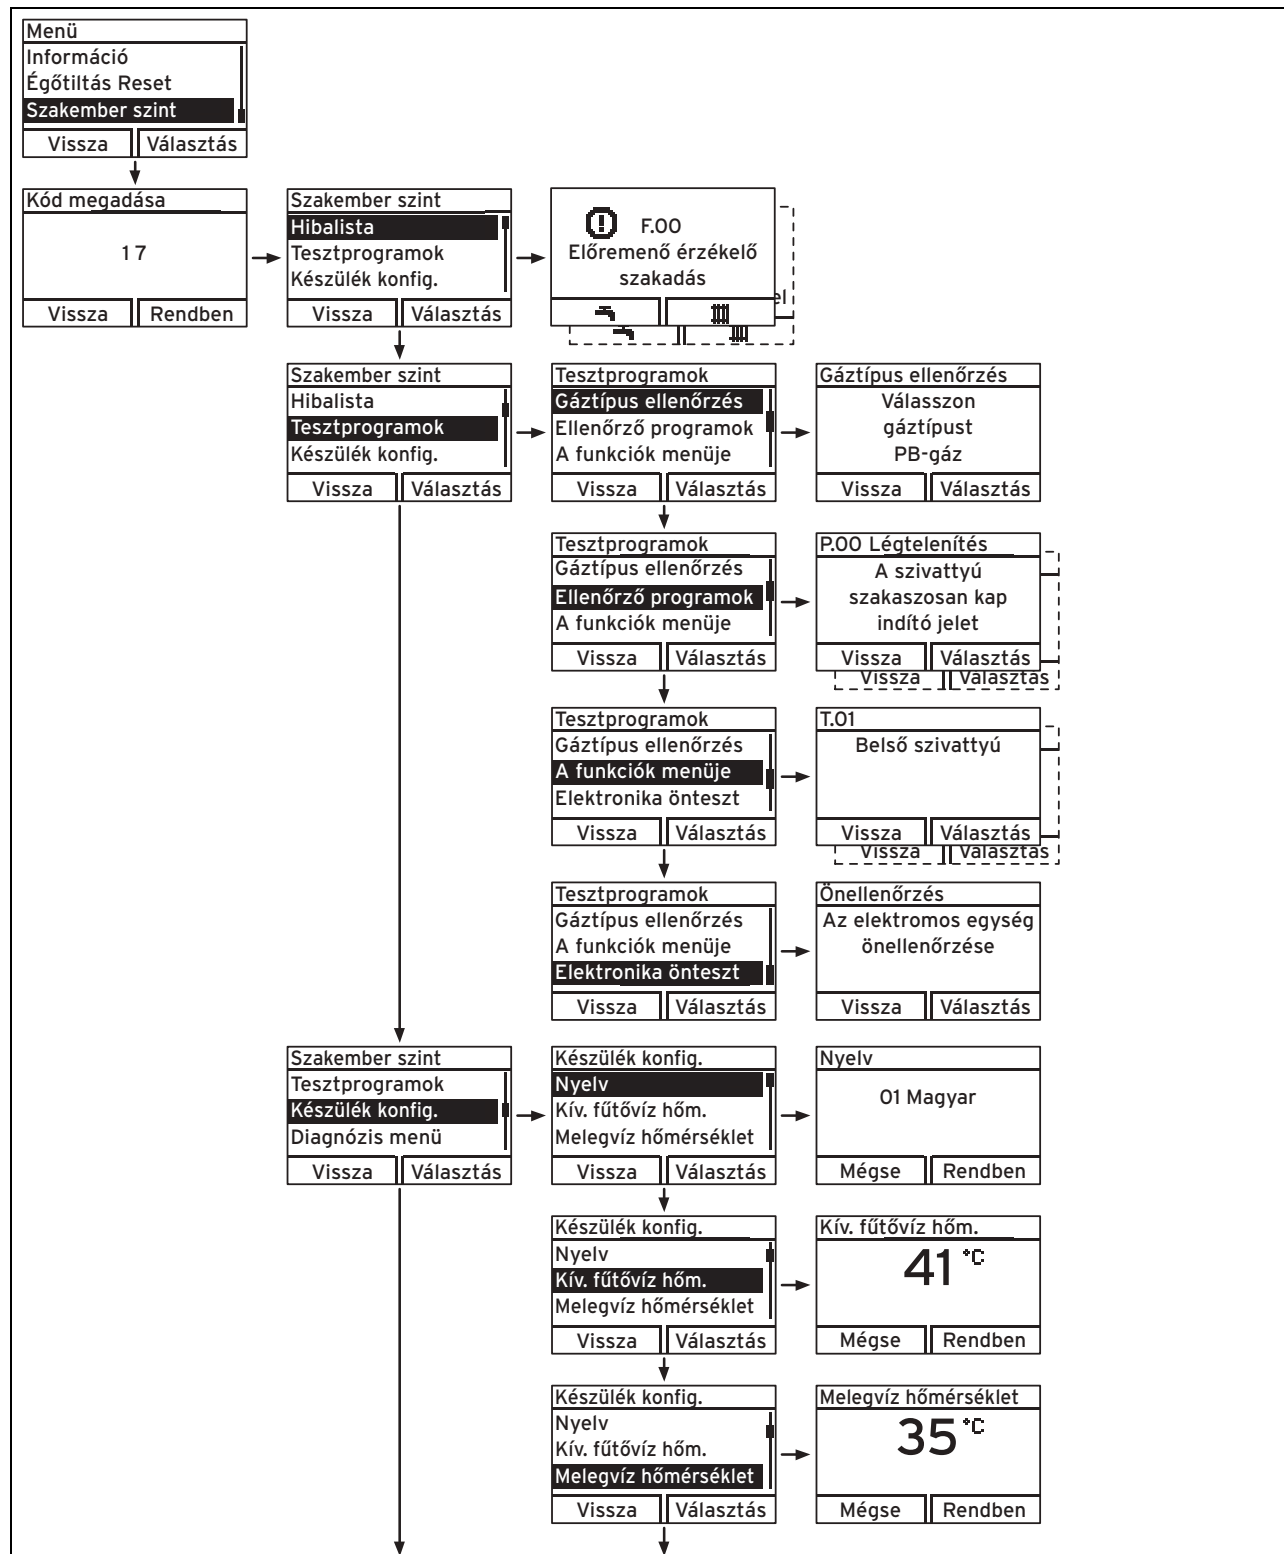 Menü
Információ
Égőtiltás Reset
Szakember szint
Vissza Választás
Kód megadása
17
Vissza Rendben
Szakember szint
Hibalista
Tesztprogramok
Készülék konfig.
Vissza Választás
F.00
Előremenő érzékelő
szakadás
el
Szakember szint
Hibalista
Tesztprogramok
Készülék konfig.
Vissza Választás
Tesztprogramok
Gáztípus ellenőrzés
Ellenőrző programok
A funkciók menüje
Vissza Választás
Gáztípus ellenőrzés
Válasszon
gáztípust
PB-gáz
Vissza Választás
Tesztprogramok
Gáztípus ellenőrzés
Ellenőrző programok
A funkciók menüje
Vissza Választás
P.00 Légtelenítés
A szivattyú
szakaszosan kap
indító jelet
Vissza Választás
Vissza Választás
Tesztprogramok
Gáztípus ellenőrzés
A funkciók menüje
Elektronika önteszt
Vissza Választás
T.01
Belső szivattyú
Vissza Választás
Vissza Választás
Tesztprogramok
Gáztípus ellenőrzés
A funkciók menüje
Elektronika önteszt
Vissza Választás
Önellenőrzés
Az elektromos egység
önellenőrzése
Vissza Választás
Szakember szint
Tesztprogramok
Készülék konfig.
Diagnózis menü
Vissza Választás
Készülék konfig.
Nyelv
Kív. fűtővíz hőm.
Melegvíz hőmérséklet
Vissza Választás
Nyelv
01 Magyar
Mégse Rendben
Készülék konfig.
Nyelv
Kív. fűtővíz hőm.
Melegvíz hőmérséklet
Vissza Választás
Kív. fűtővíz hőm.
41 °C
Mégse Rendben
Készülék konfig.
Nyelv
Kív. fűtővíz hőm.
Melegvíz hőmérséklet
Vissza Választás
Melegvíz hőmérséklet
35 °C
Mégse Rendben